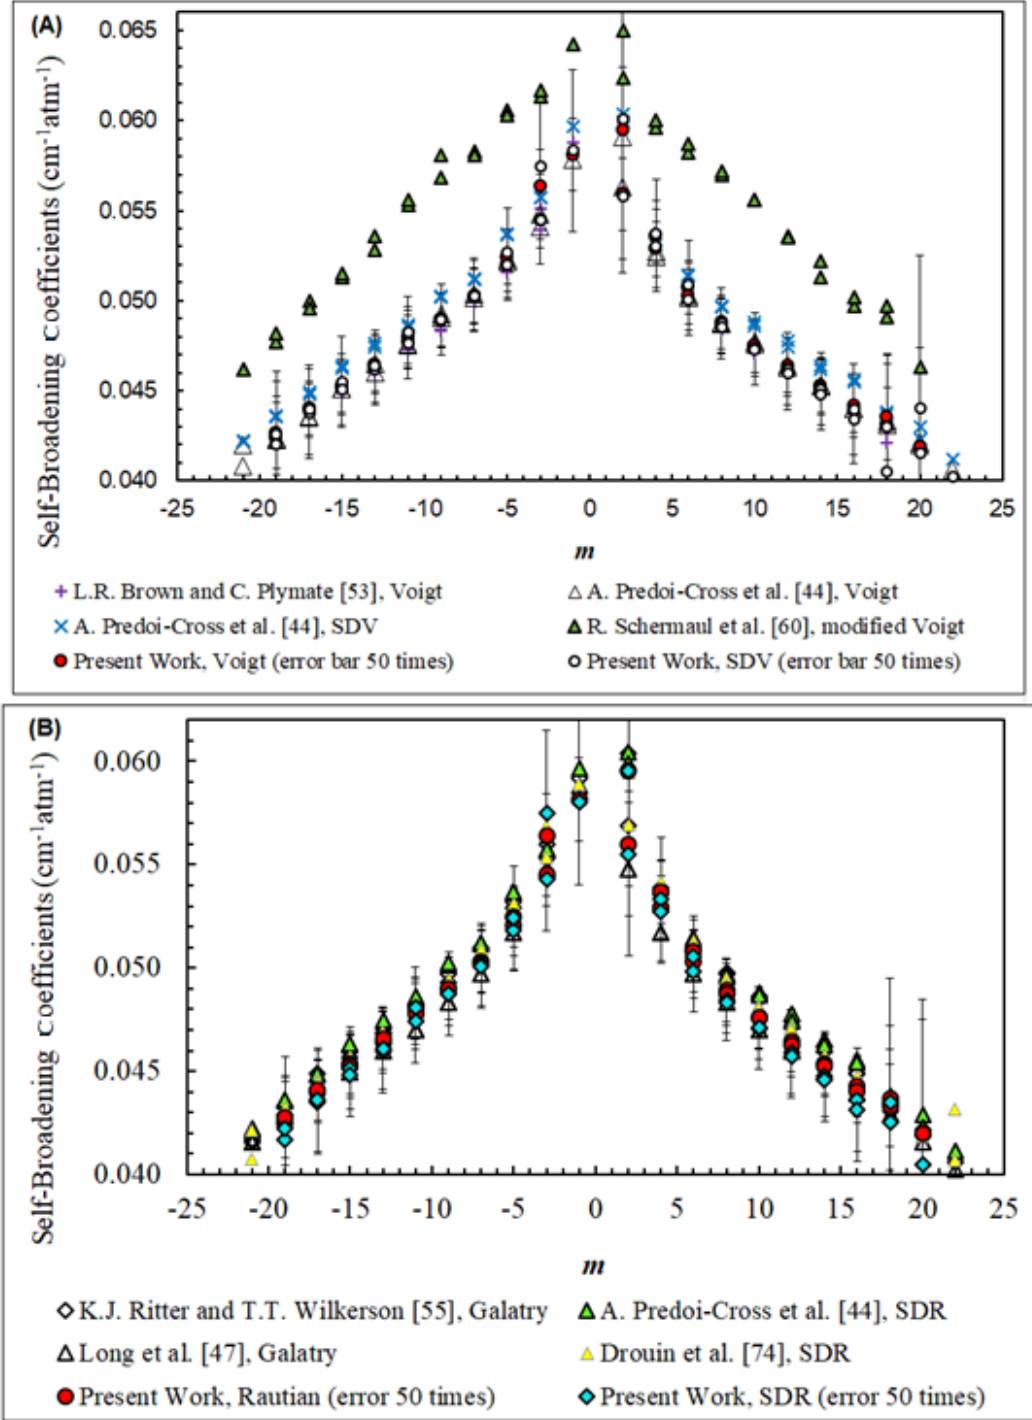 (A)
0.065
0.060
0.055
0.050
0.045
0.040
Self-Broadening coefficients (cm-1atm-1)
-25 -20 -15 -10 -5 0 5 10 15 20 25
m
L.R. Brown and C. Plymate [53], Voigt A. Predoi-Cross et al. [44], Voigt
A. Predoi-Cross et al. [44], SDV R. Schermaul et al. [60], modified Voigt
Present Work, Voigt (error bar 50 times) Present Work, SDV (error bar 50 times)
(B)
0.060
0.055
0.050
0.045
0.040
Self-Broadening coefficients (cm-1atm-1)
-25 -20 -15 -10 -5 0 5 10 15 20 25
m
K.J. Ritter and T.T. Wilkerson [55], Galatry A. Predoi-Cross et al. [44], SDR
Long et al. [47], Galatry Drouin et al. [74], SDR
Present Work, Rautian (error 50 times) Present Work, SDR (error 50 times)